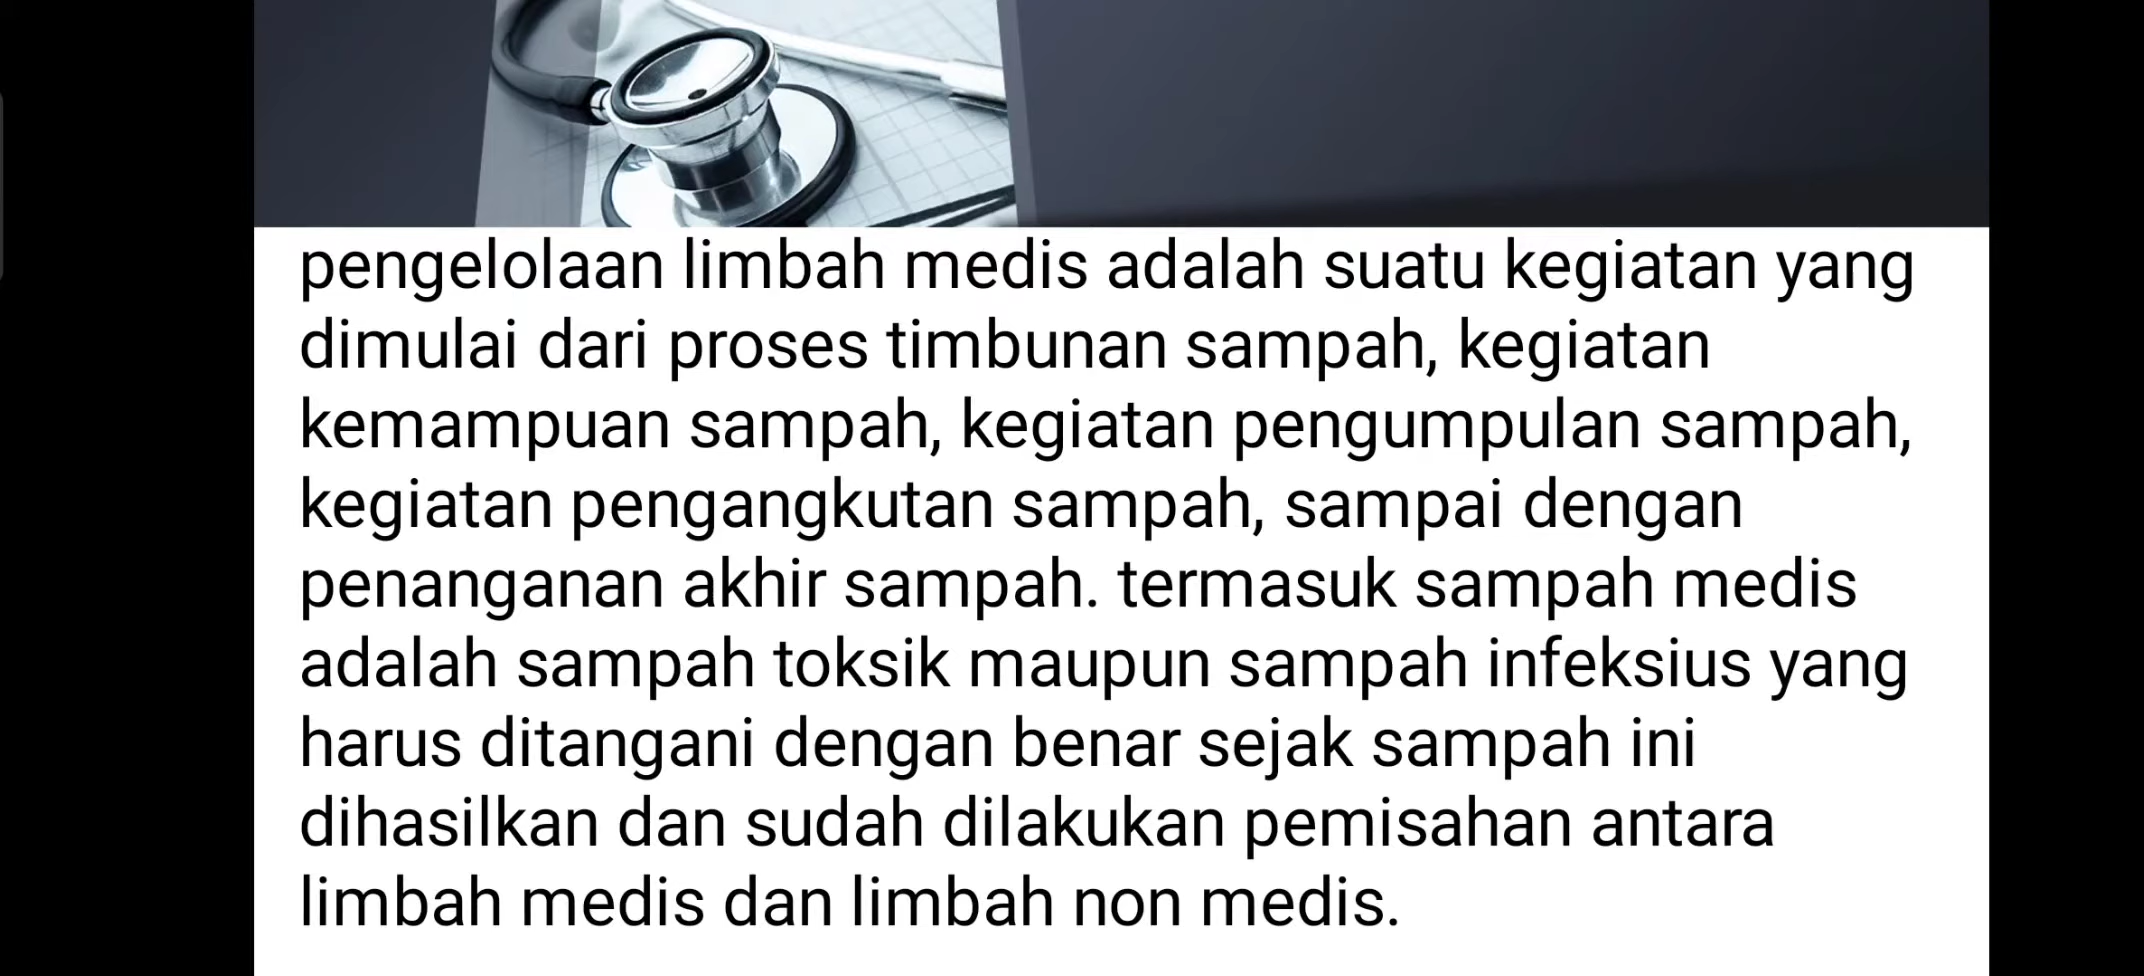 pengelolaan limbah medis adalah suatu kegiatan yang
dimulai dari proses timbunan sampah, kegiatan
kemampuan sampah, kegiatan pengumpulan sampah,
kegiatan pengangkutan sampah, sampai dengan
penanganan akhir sampah. termasuk sampah medis
adalah sampah toksik maupun sampah infeksius yang
harus ditangani dengan benar sejak sampah ini
dihasilkan dan sudah dilakukan pemisahan antara
limbah medis dan limbah non medis.